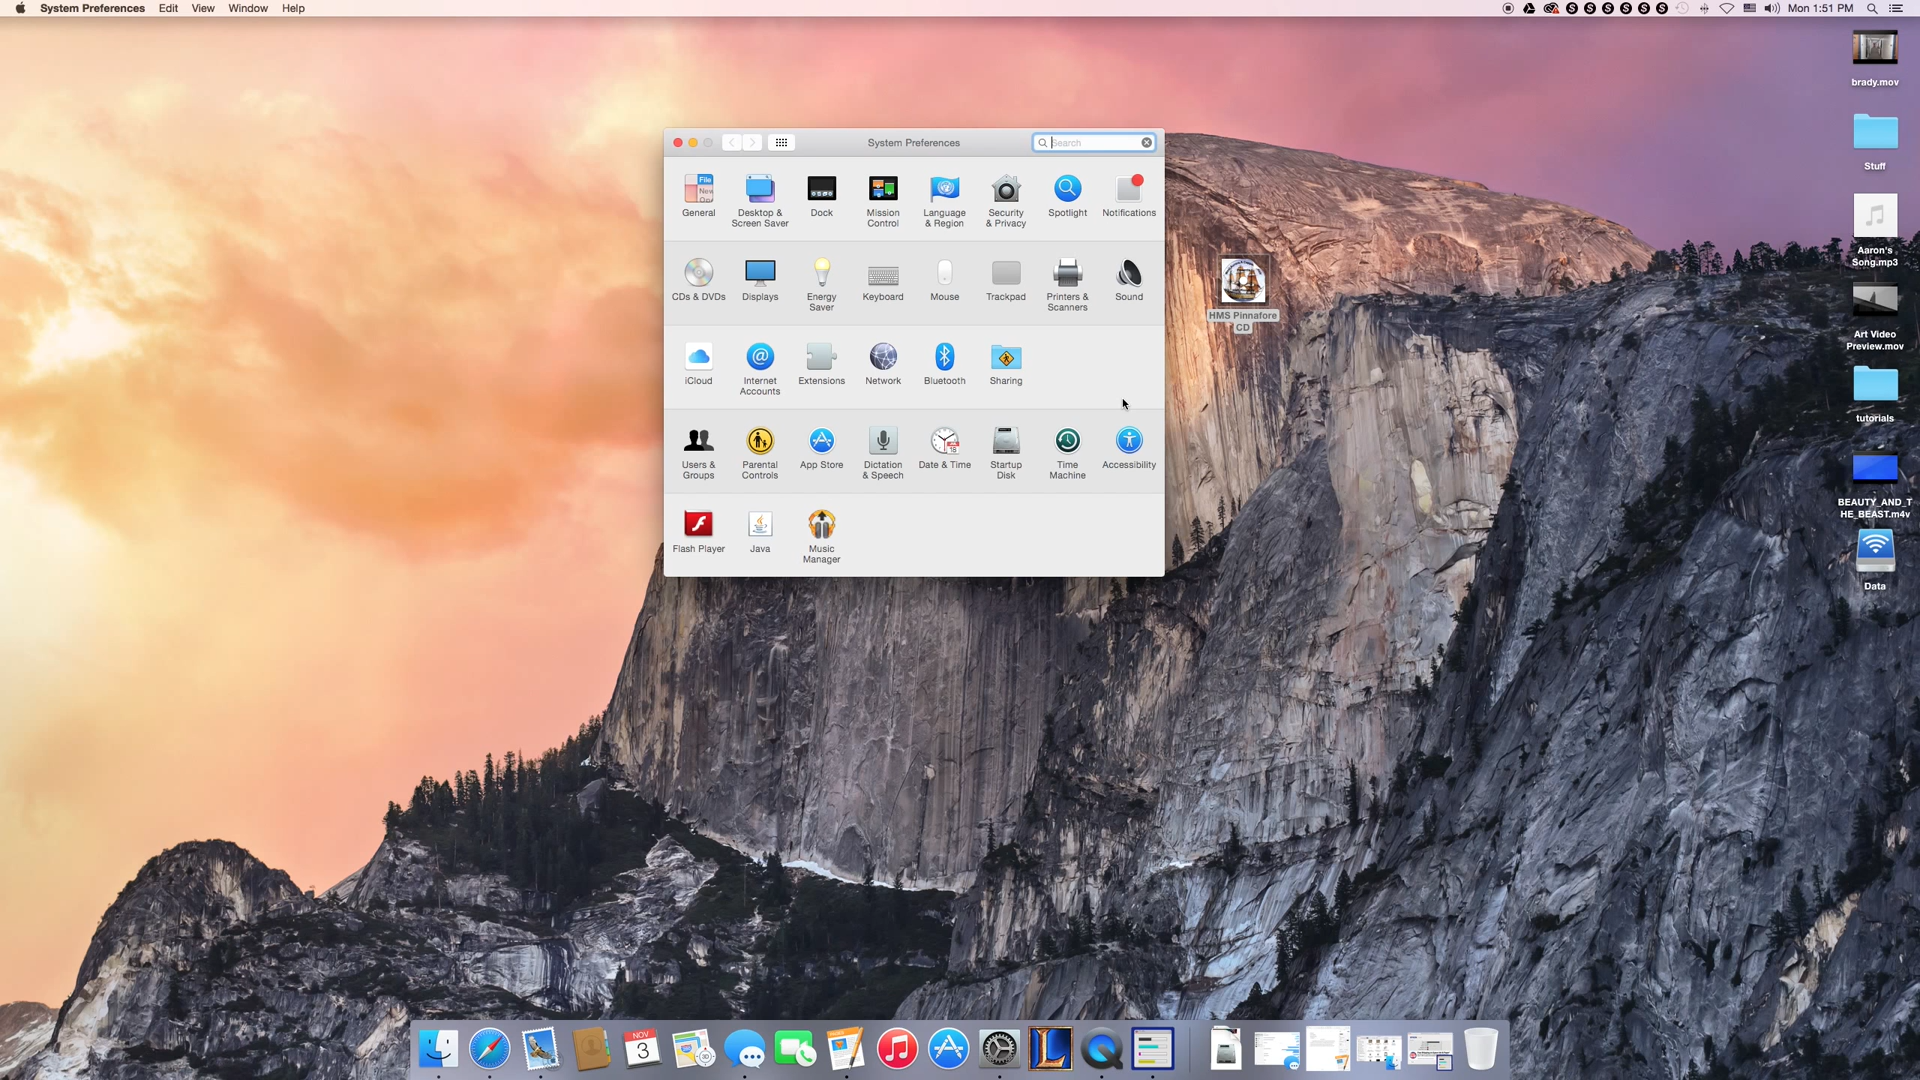 System Preferences Edit View Window Help
Mon 1:51 PM
System Preferences
Search
General
Desktop &
Screen Saver
Dock
Mission
Control
Language
& Region
Security
& Privacy
Spotlight
Notifications
CDs & DVDs
Displays
Energy
Saver
Keyboard
Mouse
Trackpad
Printers &
Scanners
Sound
iCloud
Internet
Accounts
Extensions
Network
Bluetooth
Sharing
Users &
Groups
Parental
Controls
App Store
Dictation
& Speech
Date & Time
Startup
Disk
Time
Machine
Accessibility
Flash Player
Java
Music
Manager
File
New
HMS Pinnafore
CD
brady.mov
Stuff
Aaron's
Song.mp3
Art Video
Preview.mov
tutorials
BEAUTY_AND_T
HE_BEAST.m4v
Data
NOV
3